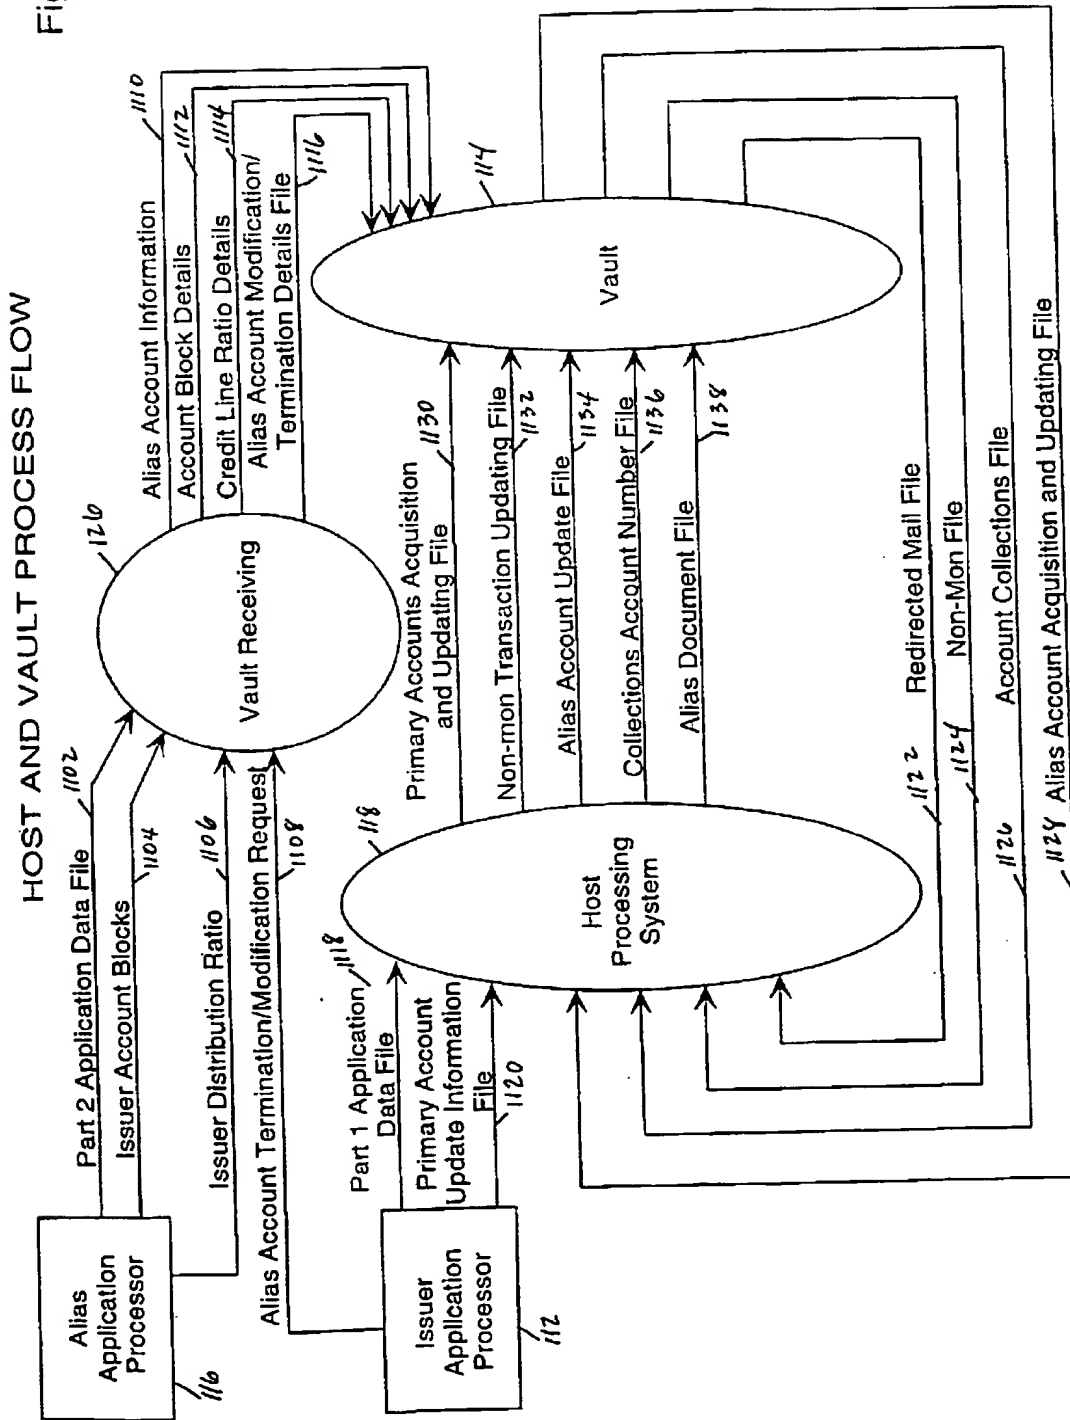 HOST AND VAULT PROCESS FLOW
Fig
Alias
Application
Processor
116
Part 2 Application Data File
1102
Issuer Account Blocks
1104
Issuer Distribution Ratio
1106
Alias Account Termination/Modification Request
1108
Vault Receiving
126
Alias Account Information
1110
Account Block Details
1112
Credit Line Ratio Details
1114
Alias Account Modification/
Termination Details File
1116
Issuer
Application
Processor
112
Part 1 Application
Data File
1118
Primary Account
Update Information
File
1120
Host
Processing
System
118
Primary Accounts Acquisition
and Updating File
1130
Non-mon Transaction Updating File
1132
Alias Account Update File
1134
Collections Account Number File
1136
Alias Document File
1138
Vault
114
Redirected Mail File
1122
Non-Mon File
1124
Account Collections File
1126
Alias Account Acquisition and Updating File
1128